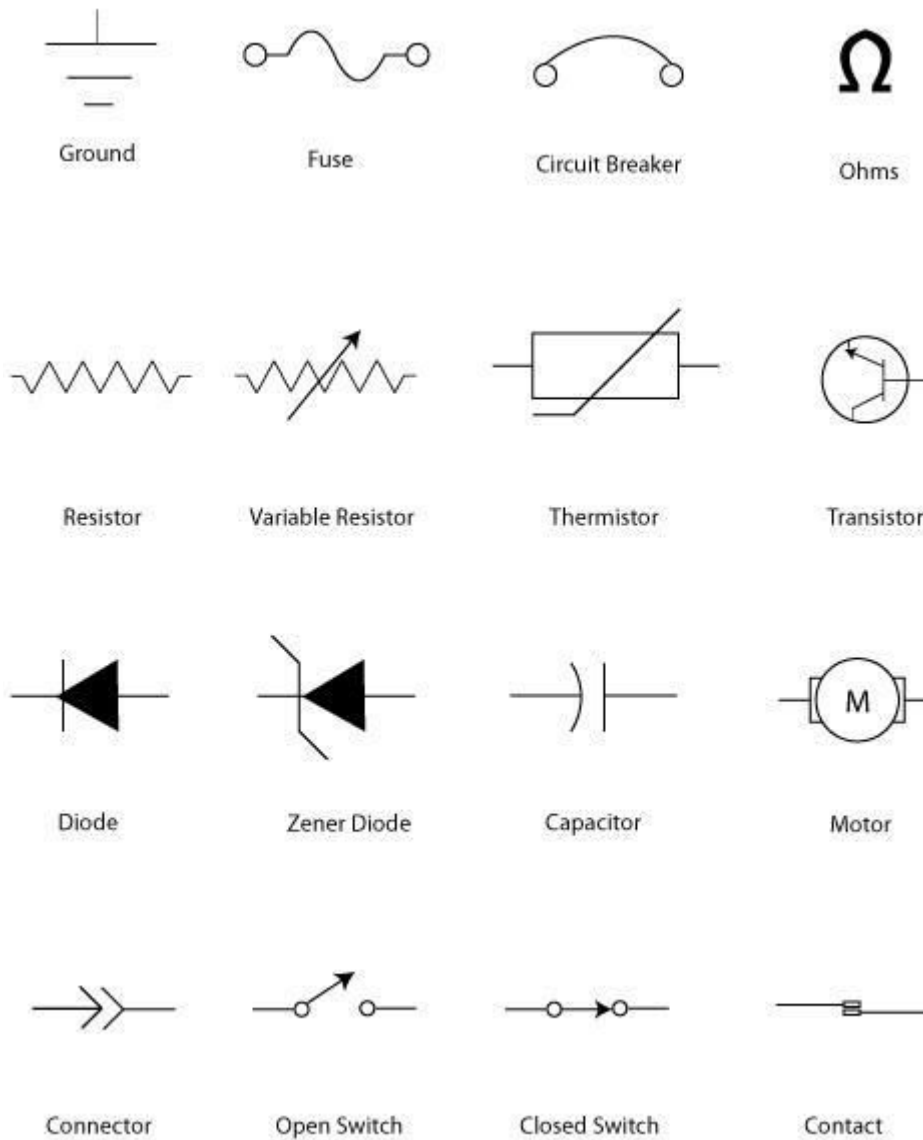 Ground
Fuse
Circuit Breaker
Ω
Ohms
Resistor
Variable Resistor
Thermistor
Transistor
M
Diode
Zener Diode
Capacitor
Motor
Connector
Open Switch
Closed Switch
Contact